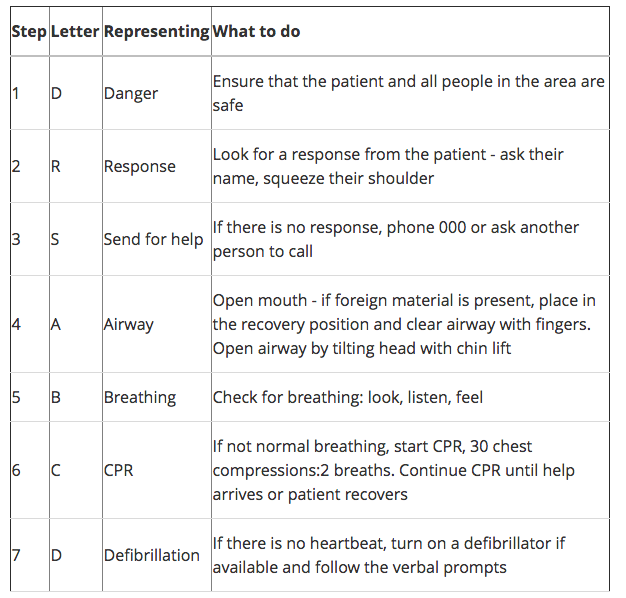 Step Letter Representing What to do
1 D Danger Ensure that the patient and all people in the area are
safe
2 R Response Look for a response from the patient - ask their
name, squeeze their shoulder
3 S Send for help If there is no response, phone 000 or ask another
person to call
4 A Airway Open mouth - if foreign material is present, place in
the recovery position and clear airway with fingers.
Open airway by tilting head with chin lift
5 B Breathing Check for breathing: look, listen, feel
6 C CPR If not normal breathing, start CPR, 30 chest
compressions:2 breaths. Continue CPR until help
arrives or patient recovers
7 D Defibrillation If there is no heartbeat, turn on a defibrillator if
available and follow the verbal prompts